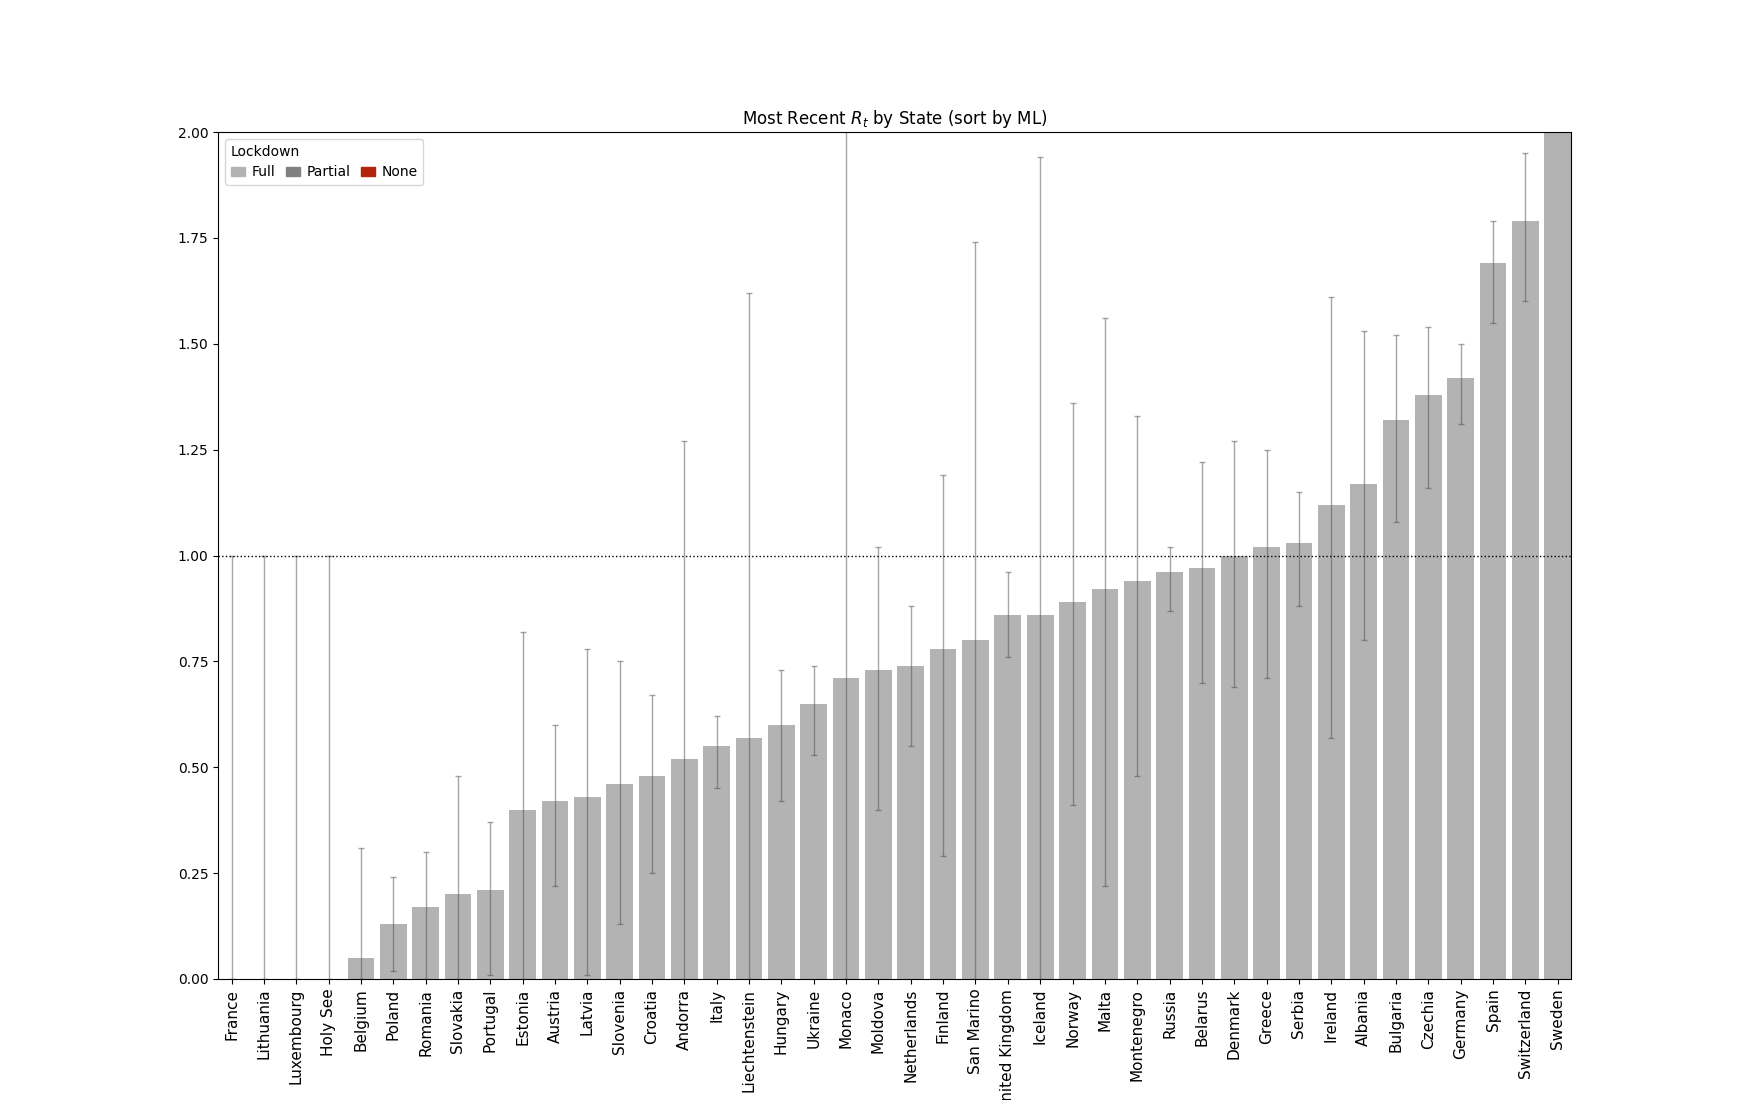 Most Recent Rt by State (sort by ML)
2.00
Lockdown
Full Partial None
1.75
1.50
1.25
1.00
0.75
0.50
0.25
0.00
France
Lithuania
Luxembourg
Holy See
Belgium
Poland
Romania
Slovakia
Portugal
Estonia
Austria
Latvia
Slovenia
Croatia
Andorra
Italy
Liechtenstein
Hungary
Ukraine
Monaco
Moldova
Netherlands
Finland
San Marino
nited Kingdom
Iceland
Norway
Malta
Montenegro
Russia
Belarus
Denmark
Greece
Serbia
Ireland
Albania
Bulgaria
Czechia
Germany
Spain
Switzerland
Sweden